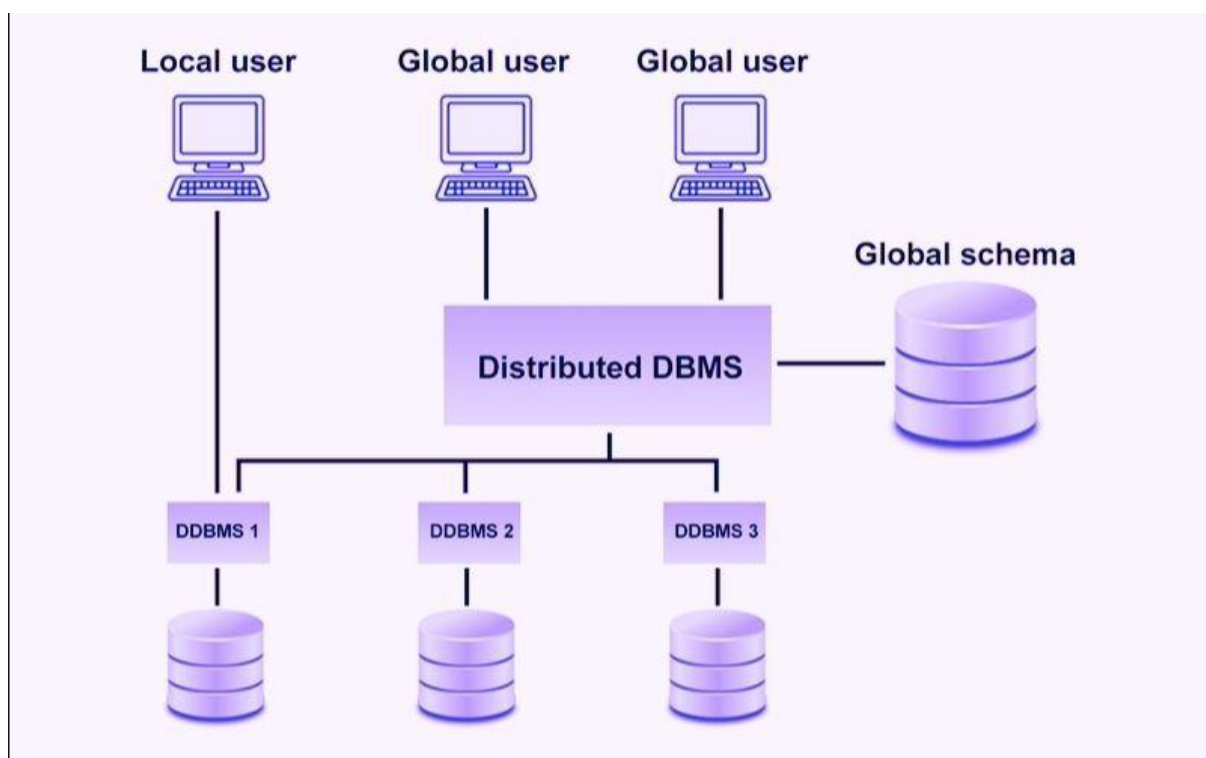 Local user
Global user
Global user
Global schema
Distributed DBMS
DDBMS 1
DDBMS 2
DDBMS 3